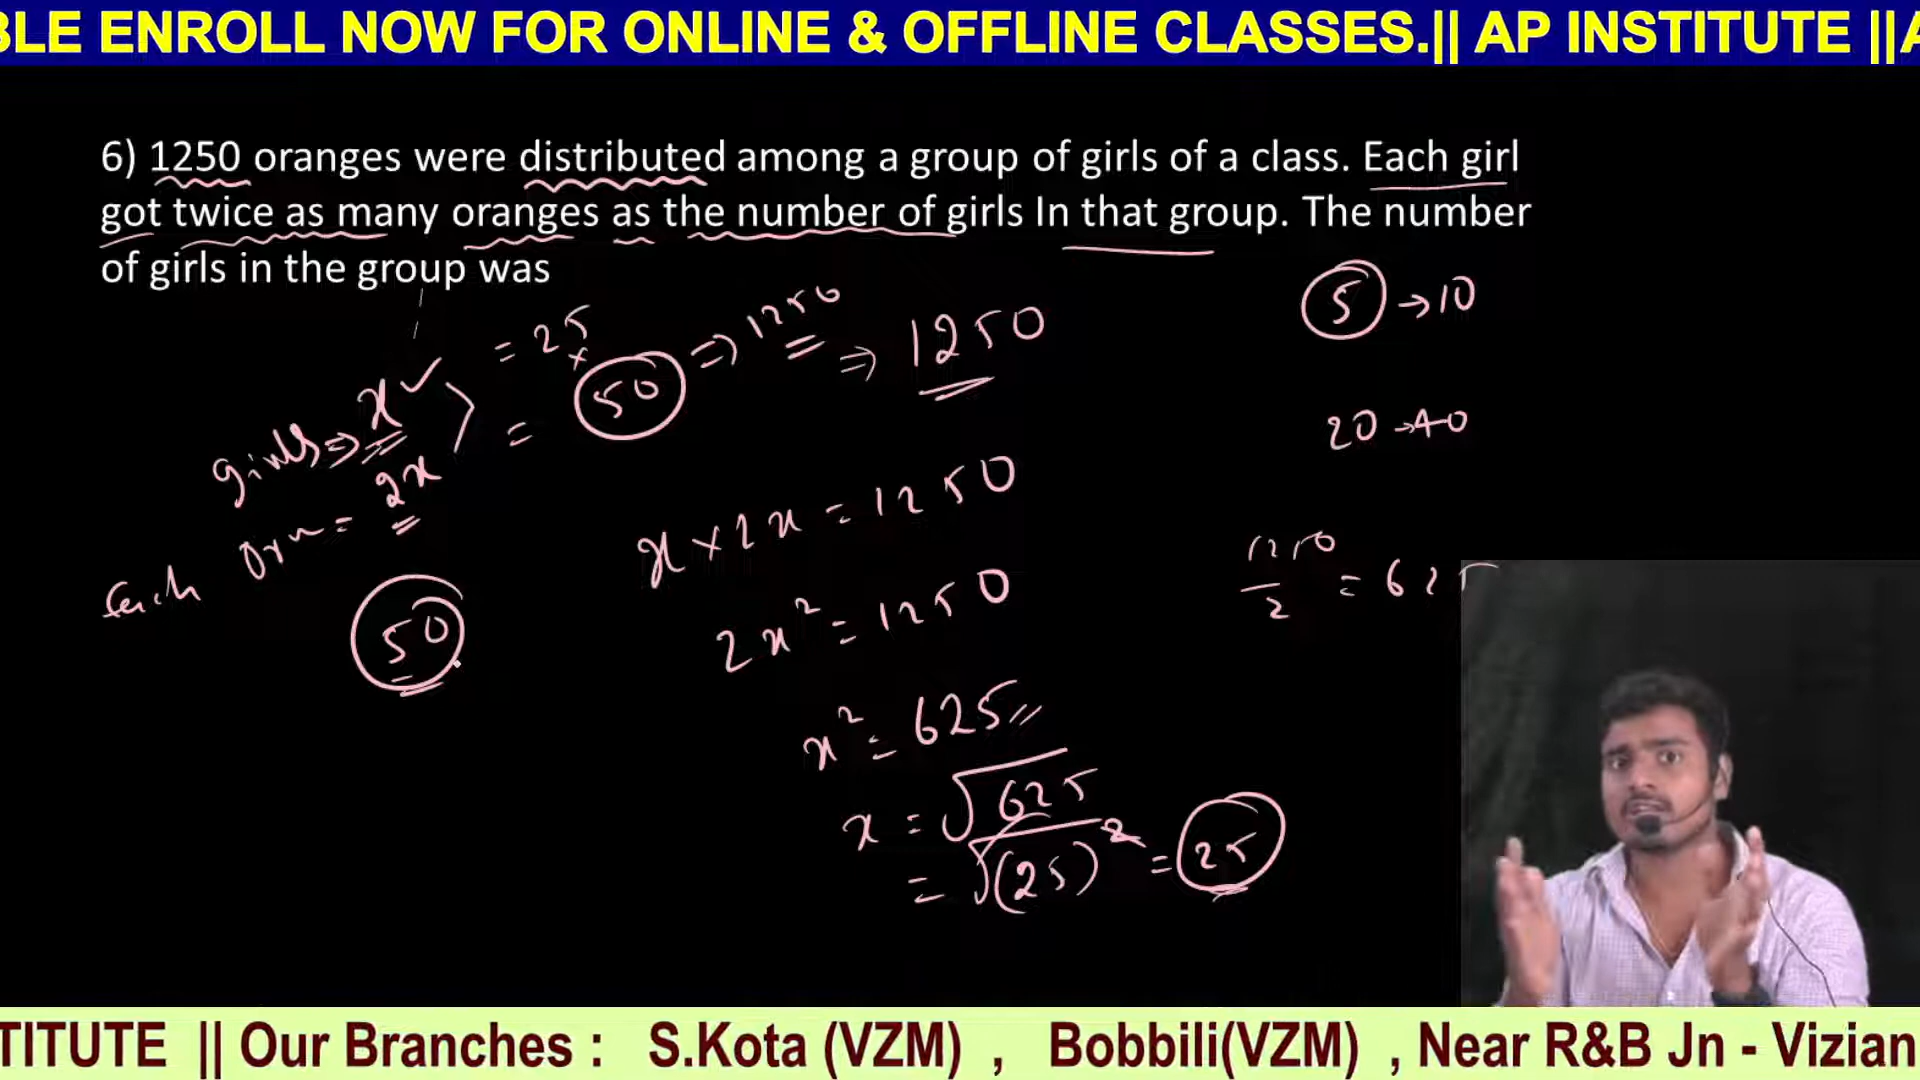 BLE ENROLL NOW FOR ONLINE & OFFLINE CLASSES.|| AP INSTITUTE ||A
6) 1250 oranges were distributed among a group of girls of a class. Each girl
got twice as many oranges as the number of girls In that group. The number
of girls in the group was
5 → 10
= 25
×
50 ⇒ 1250 ⇒ 1250
=
girls ⇒ x
20 → 40
Each orn = 2x
50
x × 2x = 1250
1250/2 = 625
2x² = 1250
x² = 625
x = √625
= √(25)² = 25
TITUTE || Our Branches : S.Kota (VZM) , Bobbili(VZM) , Near R&B Jn - Vizian